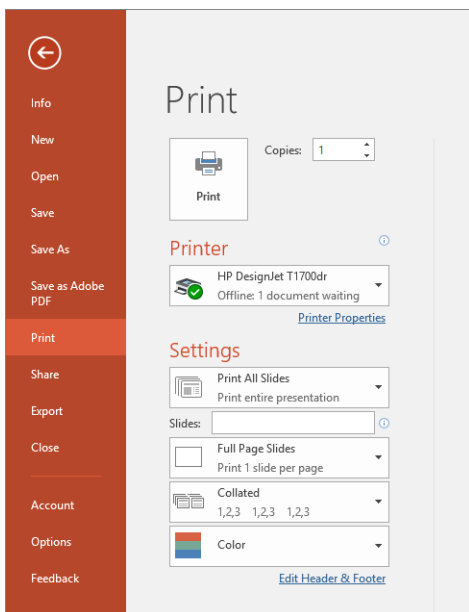 Info
New
Open
Save
Save As
Save as Adobe
PDF
Print
Share
Export
Close
Account
Options
Feedback
Print
Print
Copies: 1
Printer
HP DesignJet T1700dr
Offline: 1 document waiting
Printer Properties
Settings
Print All Slides
Print entire presentation
Slides:
Full Page Slides
Print 1 slide per page
Collated
1,2,3 1,2,3 1,2,3
Color
Edit Header & Footer